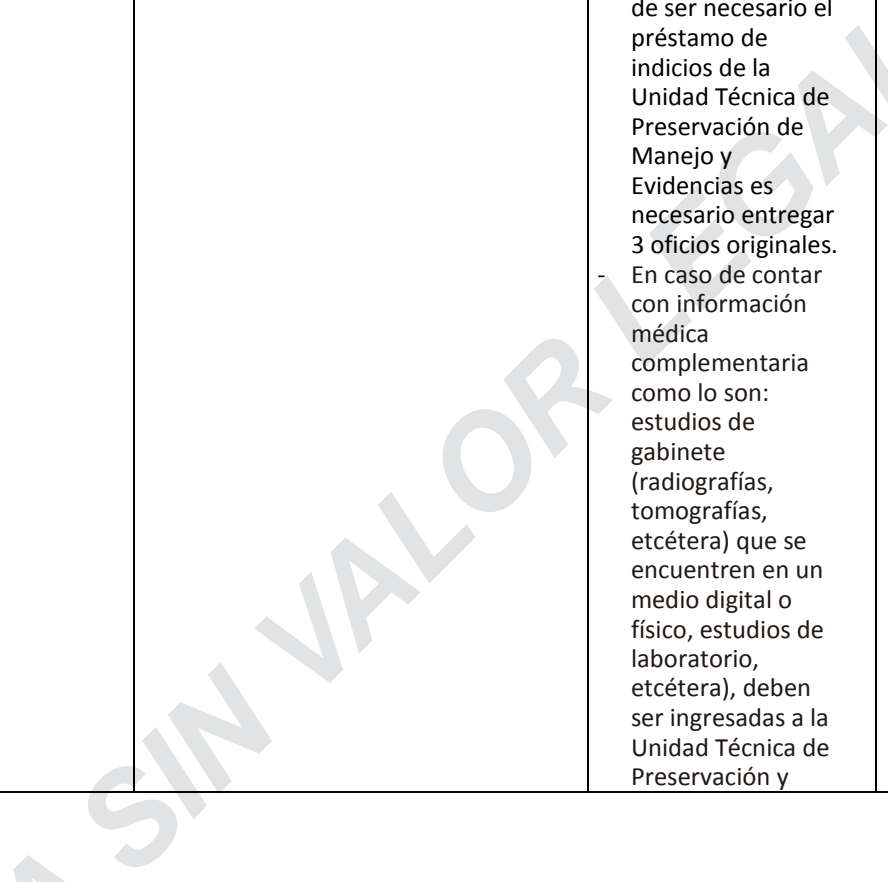 de ser necesario el
préstamo de
indicios de la
Unidad Técnica de
Preservación de
Manejo y
Evidencias es
necesario entregar
3 oficios originales.
- En caso de contar
con información
médica
complementaria
como lo son:
estudios de
gabinete
(radiografías,
tomografías,
etcétera) que se
encuentren en un
medio digital o
físico, estudios de
laboratorio,
etcétera), deben
ser ingresadas a la
Unidad Técnica de
Preservación y
A SIN VALOR LEGAL